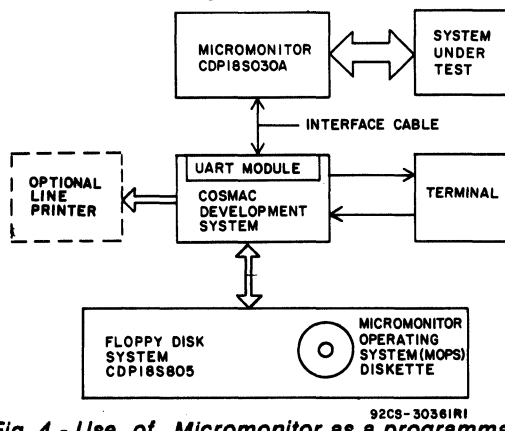 MICROMONITOR
CDP18S030A
SYSTEM
UNDER
TEST
INTERFACE CABLE
UART MODULE
COSMAC
DEVELOPMENT
SYSTEM
OPTIONAL
LINE
PRINTER
TERMINAL
FLOPPY DISK
SYSTEM
CDP18S805
MICROMONITOR
OPERATING
SYSTEM (MOPS)
DISKETTE
92CS-30361R1
Fig. 4 - Use of Micromonitor as a programme